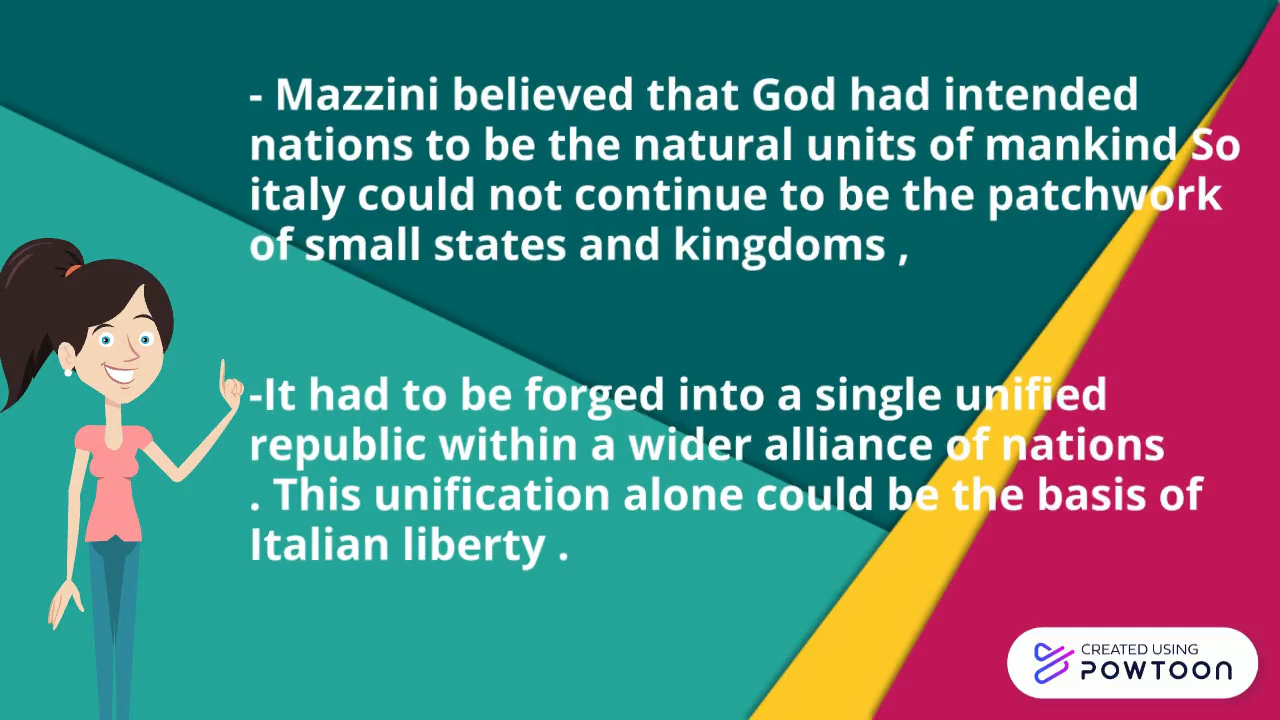 - Mazzini believed that God had intended
nations to be the natural units of mankind So
italy could not continue to be the patchwork
of small states and kingdoms ,
-It had to be forged into a single unified
republic within a wider alliance of nations
. This unification alone could be the basis of
Italian liberty .
CREATED USING
POWTOON